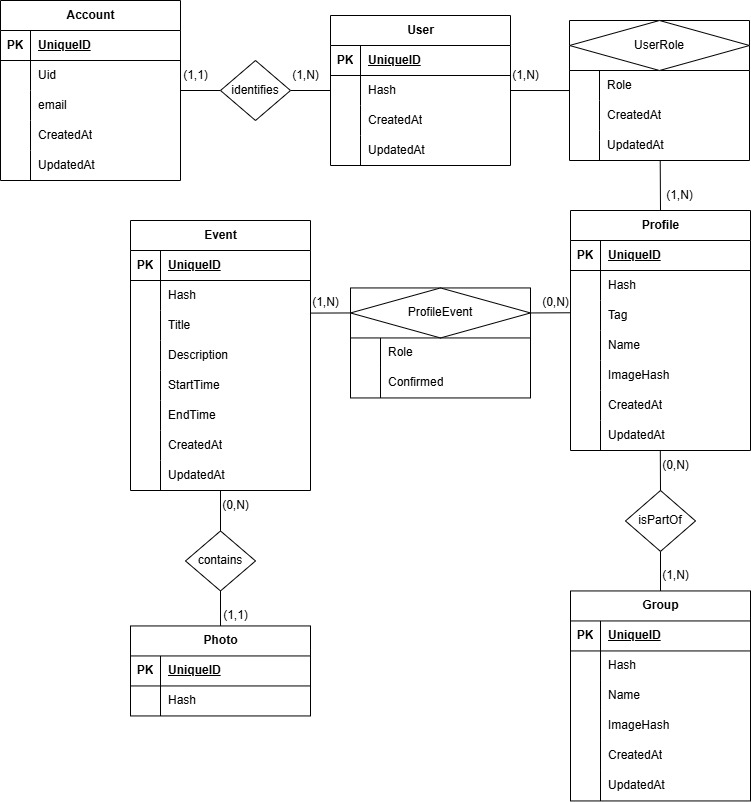 Account
PK UniqueID
Uid
email
CreatedAt
UpdatedAt
(1,1)
identifies
(1,N)
User
PK UniqueID
Hash
CreatedAt
UpdatedAt
(1,N)
UserRole
Role
CreatedAt
UpdatedAt
(1,N)
Event
PK UniqueID
Hash
Title
Description
StartTime
EndTime
CreatedAt
UpdatedAt
(1,N)
ProfileEvent
Role
Confirmed
(0,N)
Profile
PK UniqueID
Hash
Tag
Name
ImageHash
CreatedAt
UpdatedAt
(0,N)
contains
(1,1)
Photo
PK UniqueID
Hash
(0,N)
isPartOf
(1,N)
Group
PK UniqueID
Hash
Name
ImageHash
CreatedAt
UpdatedAt